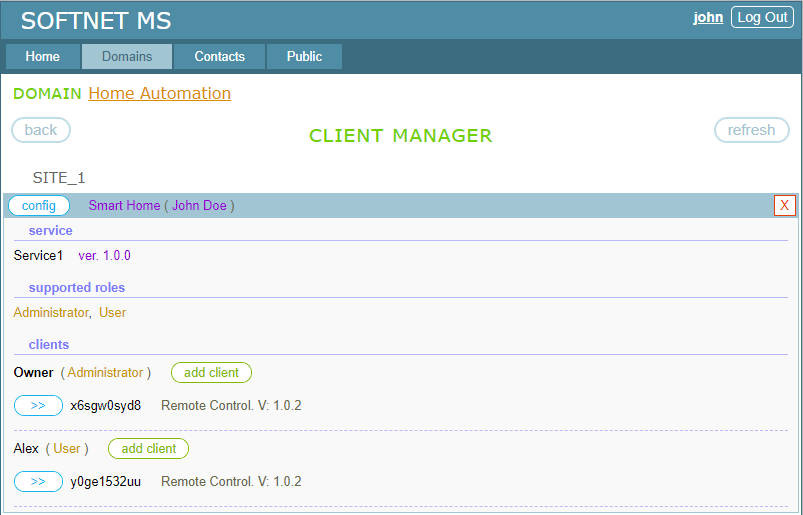 SOFTNET MS
john Log Out
Home Domains Contacts Public
DOMAIN Home Automation
back CLIENT MANAGER refresh
SITE_1
config Smart Home ( John Doe ) X
service
Service1 ver. 1.0.0
supported roles
Administrator, User
clients
Owner ( Administrator ) add client
>> x6sgw0syd8 Remote Control. V: 1.0.2
Alex ( User ) add client
>> y0ge1532uu Remote Control. V: 1.0.2